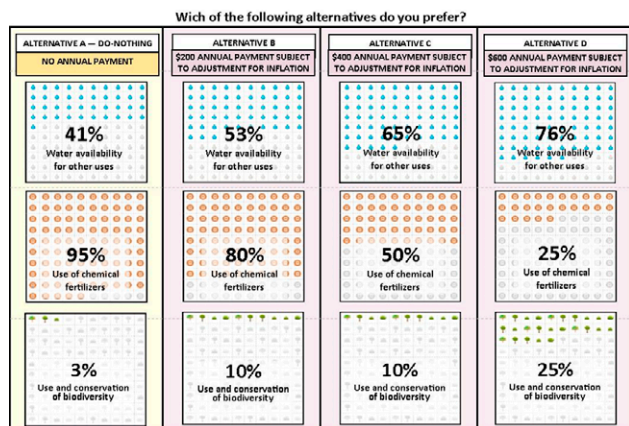 Wich of the following alternatives do you prefer?
ALTERNATIVE A — DO-NOTHING
NO ANNUAL PAYMENT
41%
Water availability
for other uses
95%
Use of chemical
fertilizers
3%
Use and conservation
of biodiversity
ALTERNATIVE B
$200 ANNUAL PAYMENT SUBJECT
TO ADJUSTMENT FOR INFLATION
53%
Water availability
for other uses
80%
Use of chemical
fertilizers
10%
Use and conservation
of biodiversity
ALTERNATIVE C
$400 ANNUAL PAYMENT SUBJECT
TO ADJUSTMENT FOR INFLATION
65%
Water availability
for other uses
50%
Use of chemical
fertilizers
10%
Use and conservation
of biodiversity
ALTERNATIVE D
$600 ANNUAL PAYMENT SUBJECT
TO ADJUSTMENT FOR INFLATION
76%
Water availability
for other uses
25%
Use of chemical
fertilizers
25%
Use and conservation
of biodiversity